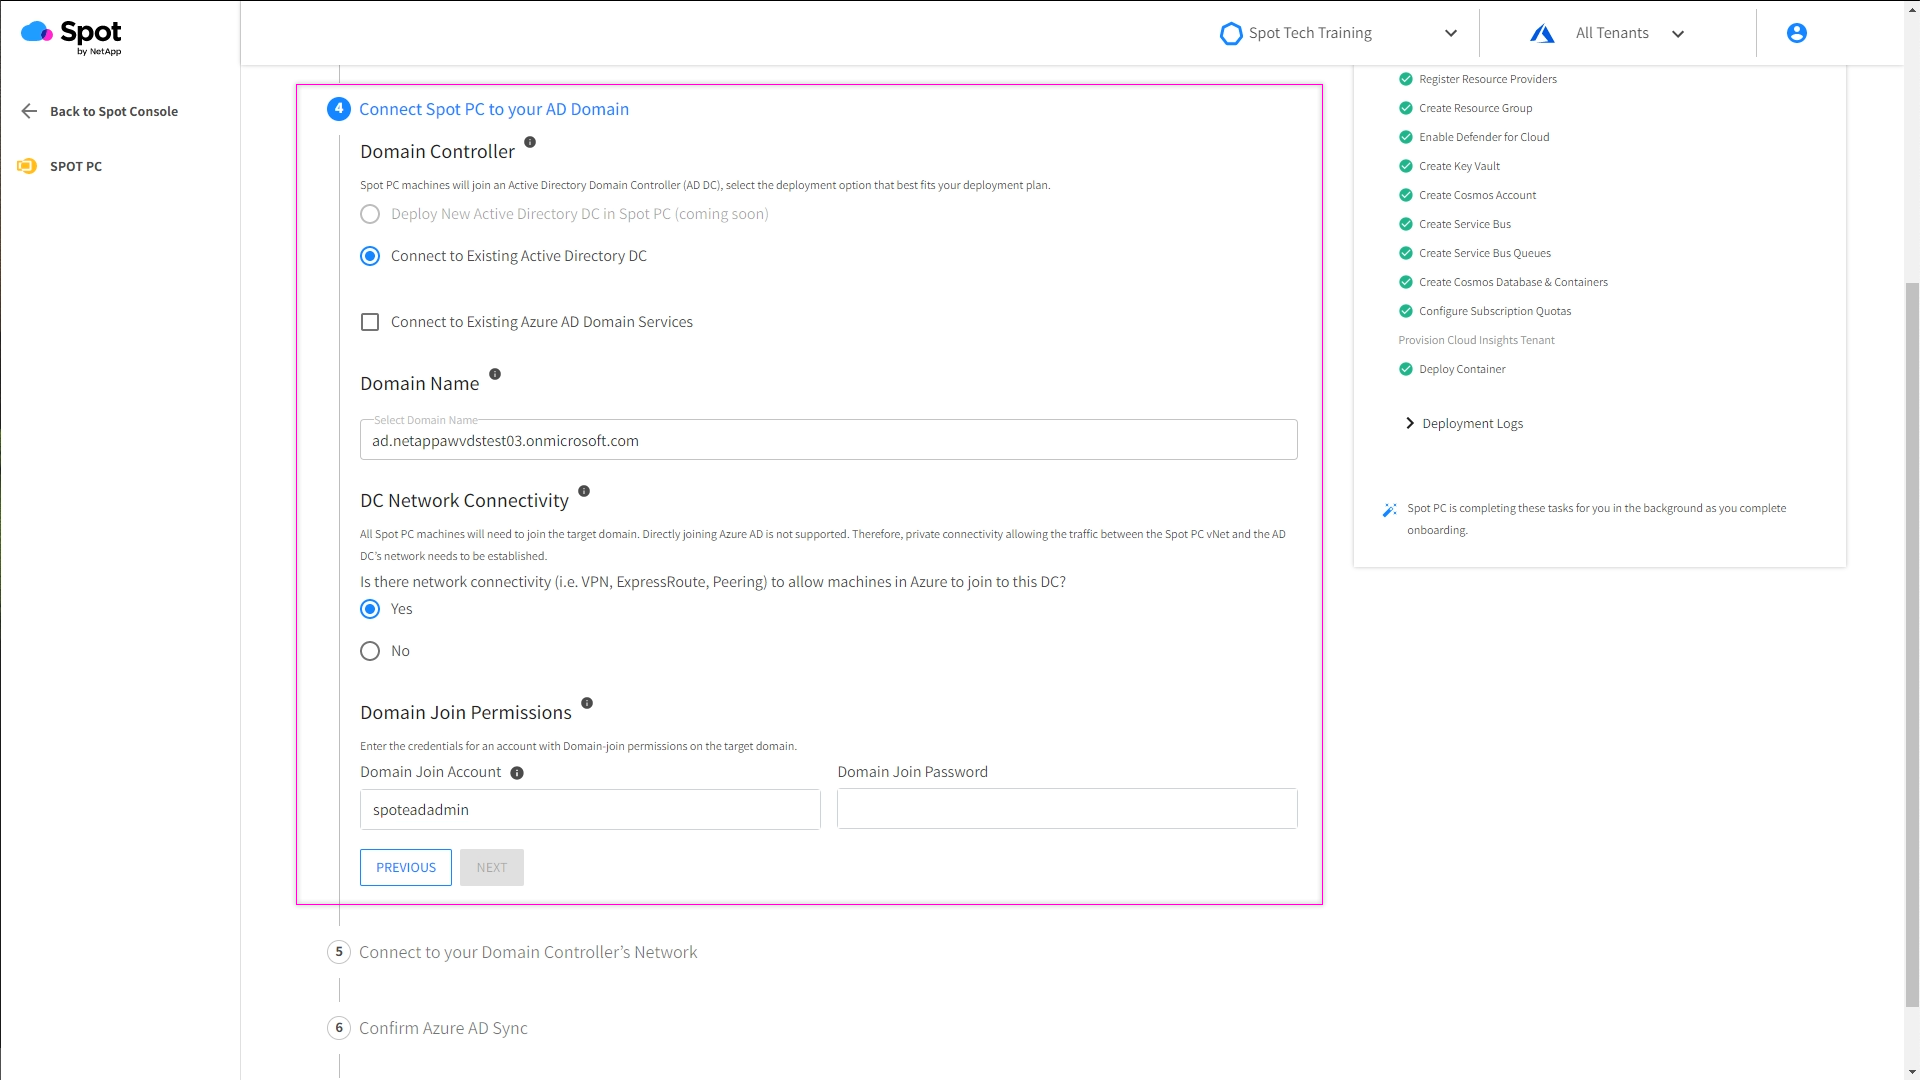 Spot
by NetApp
Spot Tech Training
All Tenants
Back to Spot Console
SPOT PC
4 Connect Spot PC to your AD Domain
Domain Controller
Spot PC machines will join an Active Directory Domain Controller (AD DC), select the deployment option that best fits your deployment plan.
Deploy New Active Directory DC in Spot PC (coming soon)
Connect to Existing Active Directory DC
Connect to Existing Azure AD Domain Services
Domain Name
Select Domain Name
ad.netappawvdstest03.onmicrosoft.com
DC Network Connectivity
All Spot PC machines will need to join the target domain. Directly joining Azure AD is not supported. Therefore, private connectivity allowing the traffic between the Spot PC vNet and the AD
DC's network needs to be established.
Is there network connectivity (i.e. VPN, ExpressRoute, Peering) to allow machines in Azure to join to this DC?
Yes
No
Domain Join Permissions
Enter the credentials for an account with Domain-join permissions on the target domain.
Domain Join Account
Domain Join Password
spoteadadmin
PREVIOUS
NEXT
5 Connect to your Domain Controller's Network
6 Confirm Azure AD Sync
Register Resource Providers
Create Resource Group
Enable Defender for Cloud
Create Key Vault
Create Cosmos Account
Create Service Bus
Create Service Bus Queues
Create Cosmos Database & Containers
Configure Subscription Quotas
Provision Cloud Insights Tenant
Deploy Container
Deployment Logs
Spot PC is completing these tasks for you in the background as you complete
onboarding.